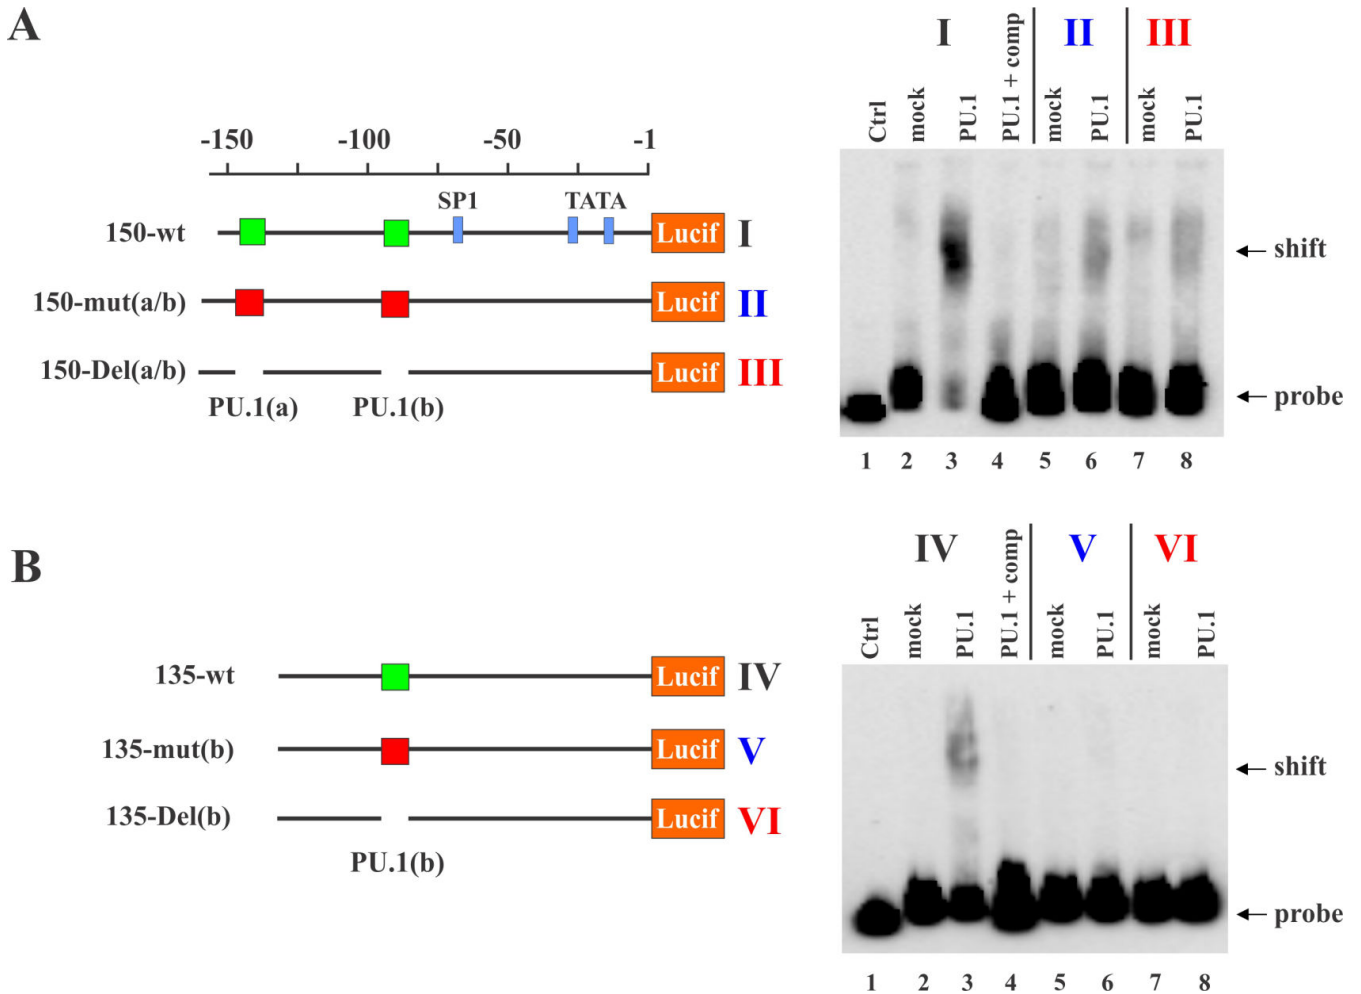 A
I II III
Ctrl mock PU.1 PU.1 + comp mock PU.1 mock PU.1
-150 -100 -50 -1
SP1 TATA
150-wt Lucif I
150-mut(a/b) Lucif II
150-Del(a/b) Lucif III
PU.1(a) PU.1(b)
shift
probe
1 2 3 4 5 6 7 8
B
IV V VI
Ctrl mock PU.1 PU.1 + comp mock PU.1 mock PU.1
135-wt Lucif IV
135-mut(b) Lucif V
135-Del(b) Lucif VI
PU.1(b)
shift
probe
1 2 3 4 5 6 7 8